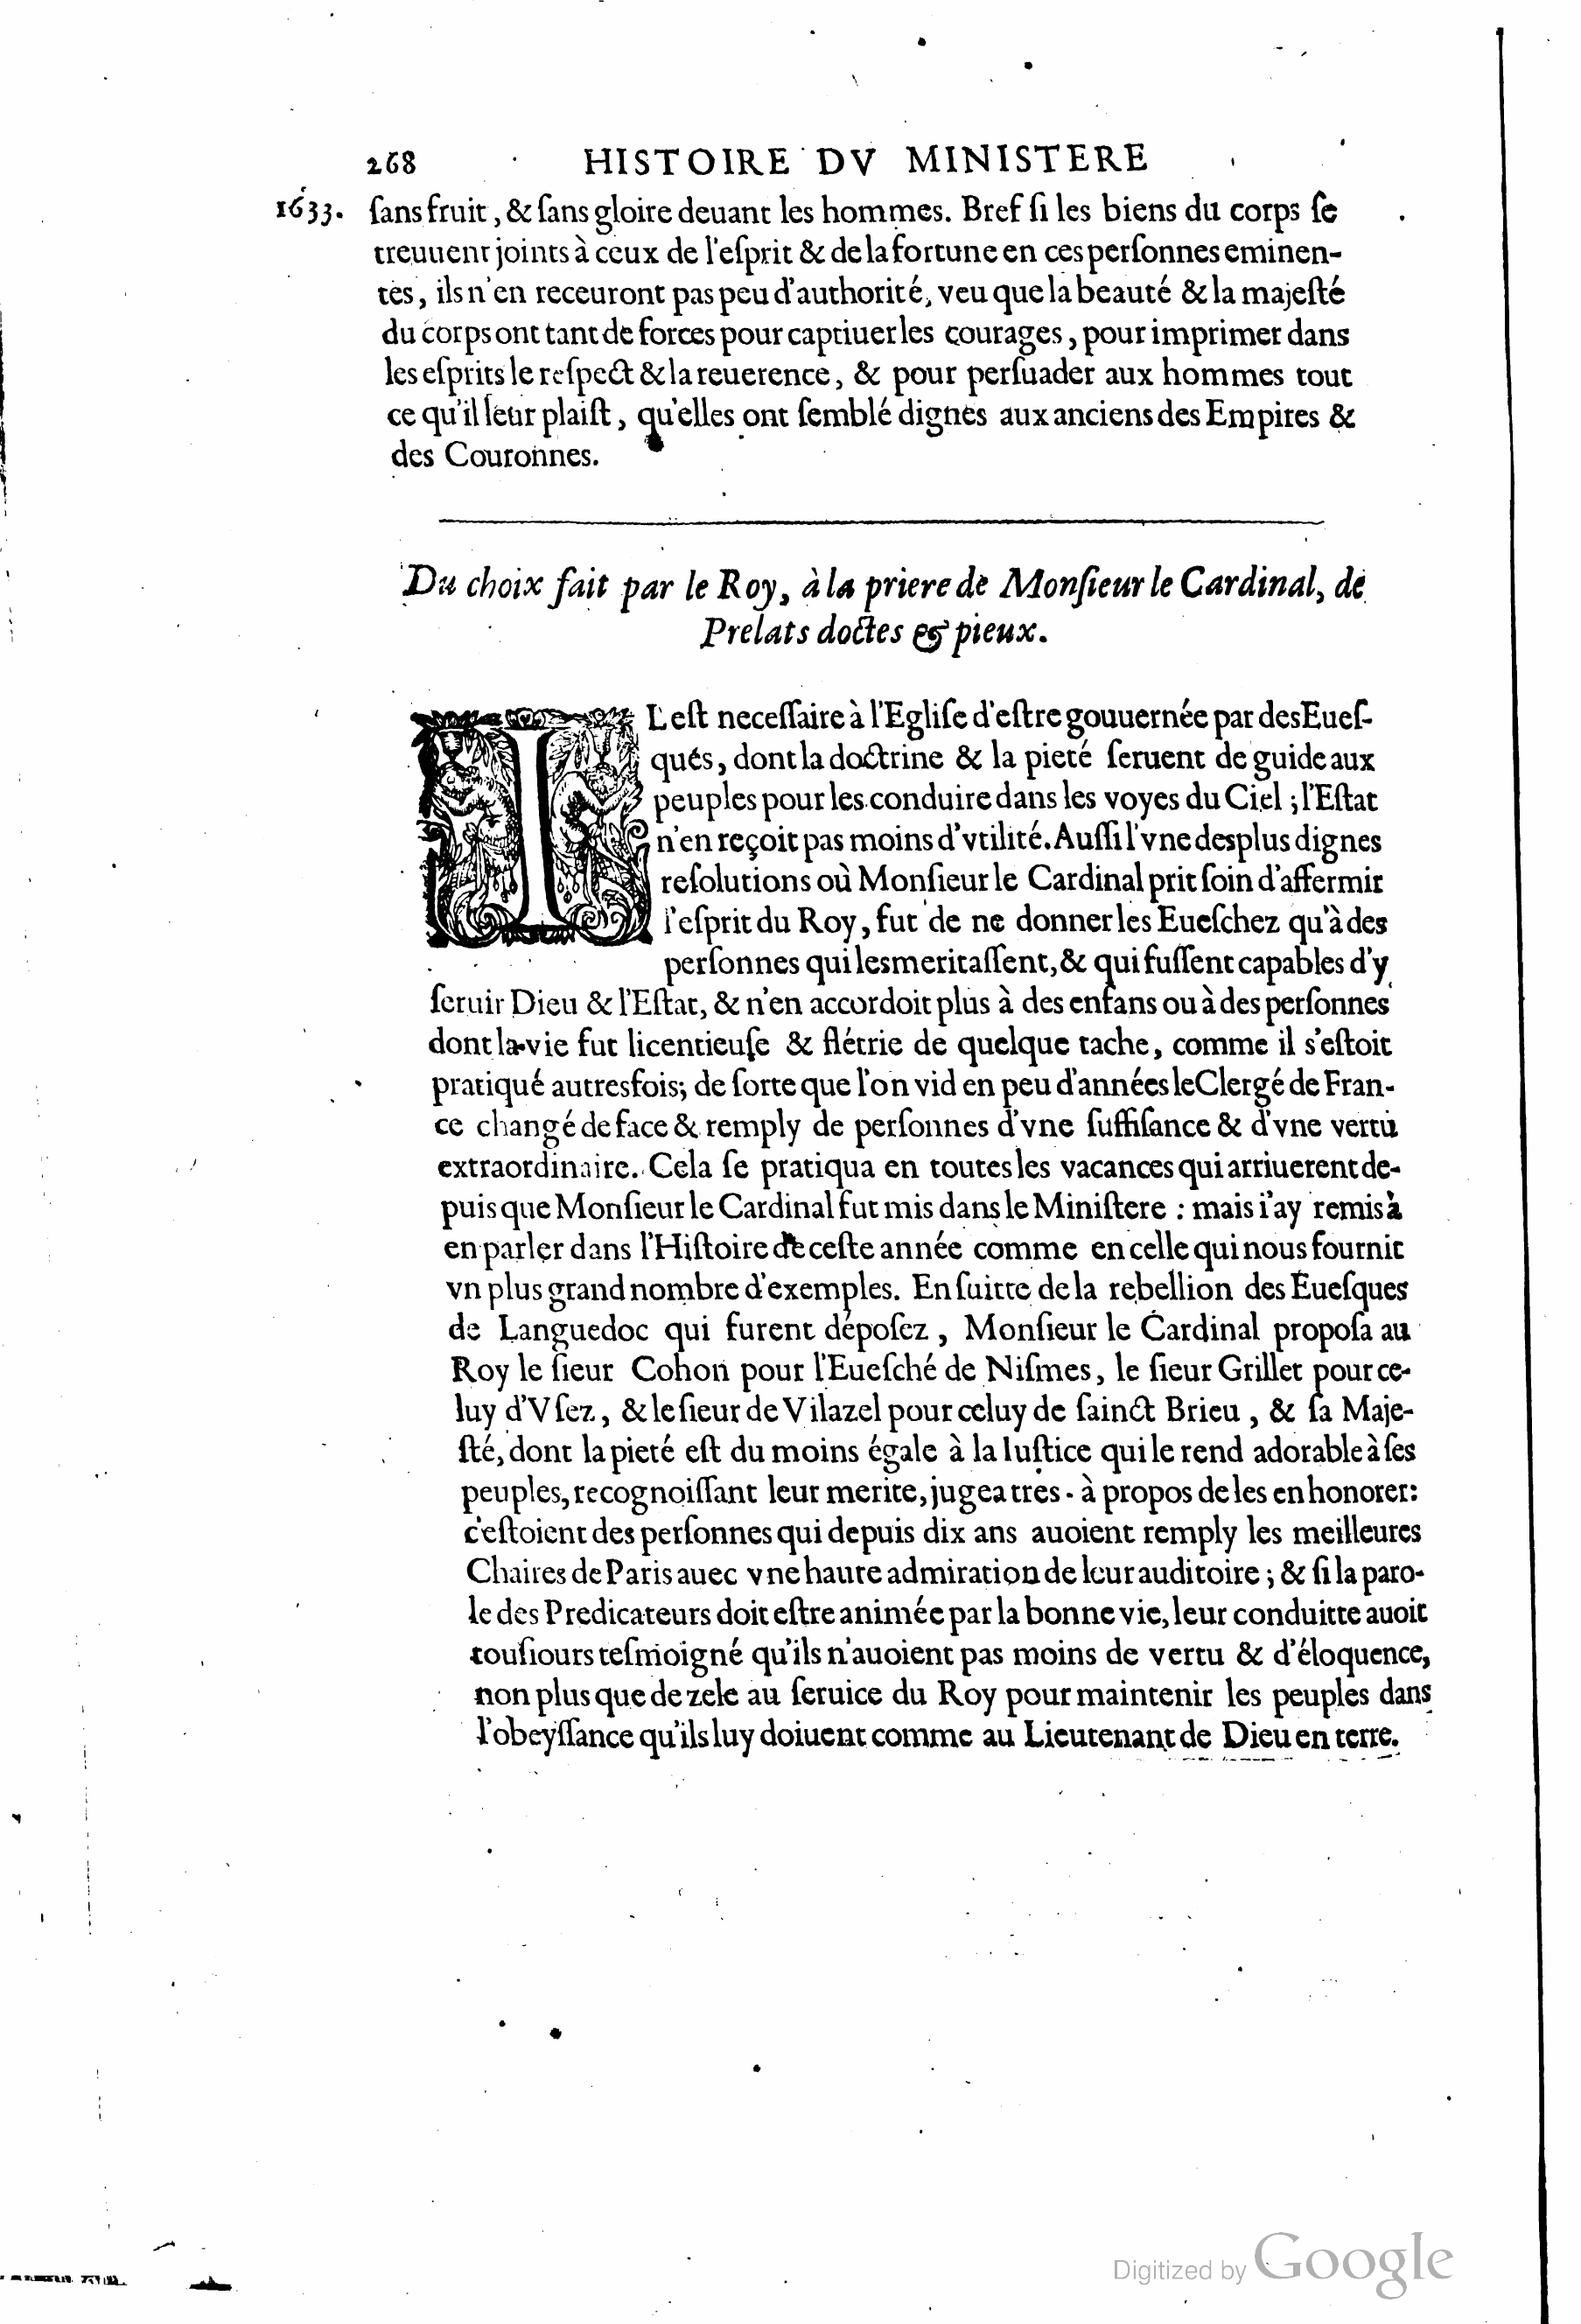 268 HISTOIRE DV MINISTERE
1633. ſans fruit, & ſans gloire deuant les hommes. Bref ſi les biens du corps ſe
treuuent joints à ceux de l'eſprit & de la fortune en ces perſonnes eminen-
tes, ils n'en receuront pas peu d'authorité, veu que la beauté & la majeſté
du corps ont tant de forces pour captiuer les courages, pour imprimer dans
les eſprits le reſpect & la reuerence, & pour perſuader aux hommes tout
ce qu'il leur plaiſt, qu'elles ont ſemblé dignes aux anciens des Empires &
des Couronnes.
Du choix fait par le Roy, à la priere de Monſieur le Cardinal, de
Prelats doctes & pieux.
IL eſt neceſſaire à l'Egliſe d'eſtre gouuernée par des Eueſ-
ques, dont la doctrine & la pieté ſeruent de guide aux
peuples pour les conduire dans les voyes du Ciel ; l'Eſtat
n'en reçoit pas moins d'vtilité. Auſſi l'vne des plus dignes
reſolutions où Monſieur le Cardinal prit ſoin d'affermir
l'eſprit du Roy, fut de ne donner les Eueſchez qu'à des
perſonnes qui les meritaſſent, & qui fuſſent capables d'y
ſeruir Dieu & l'Eſtat, & n'en accordoit plus à des enfans ou à des perſonnes
dont la vie fut licentieuſe & flétrie de quelque tache, comme il s'eſtoit
pratiqué autresfois; de ſorte que l'on vid en peu d'années le Clergé de Fran-
ce changé de face & remply de perſonnes d'vne ſuffiſance & d'vne vertu
extraordinaire. Cela ſe pratiqua en toutes les vacances qui arriuerent de-
puis que Monſieur le Cardinal fut mis dans le Miniſtere : mais i'ay remis à
en parler dans l'Hiſtoire de ceſte année comme en celle qui nous fournit
vn plus grand nombre d'exemples. En ſuitte de la rebellion des Eueſques
de Languedoc qui furent dépoſez, Monſieur le Cardinal propoſa au
Roy le ſieur Cohon pour l'Eueſché de Niſmes, le ſieur Grillet pour ce-
luy d'Vſez, & le ſieur de Vilazel pour celuy de ſainct Brieu, & ſa Maje-
ſté, dont la pieté eſt du moins égale à la Iuſtice qui le rend adorable à ſes
peuples, recognoiſſant leur merite, jugea tres-à propos de les en honorer:
c'eſtoient des perſonnes qui depuis dix ans auoient remply les meilleures
Chaires de Paris auec vne haute admiration de leur auditoire ; & ſi la paro-
le des Predicateurs doit eſtre animée par la bonne vie, leur conduitte auoit
touſiours teſmoigné qu'ils n'auoient pas moins de vertu & d'éloquence,
non plus que de zele au ſeruice du Roy pour maintenir les peuples dans
l'obeyſſance qu'ils luy doiuent comme au Lieutenant de Dieu en terre.
Digitized by Google